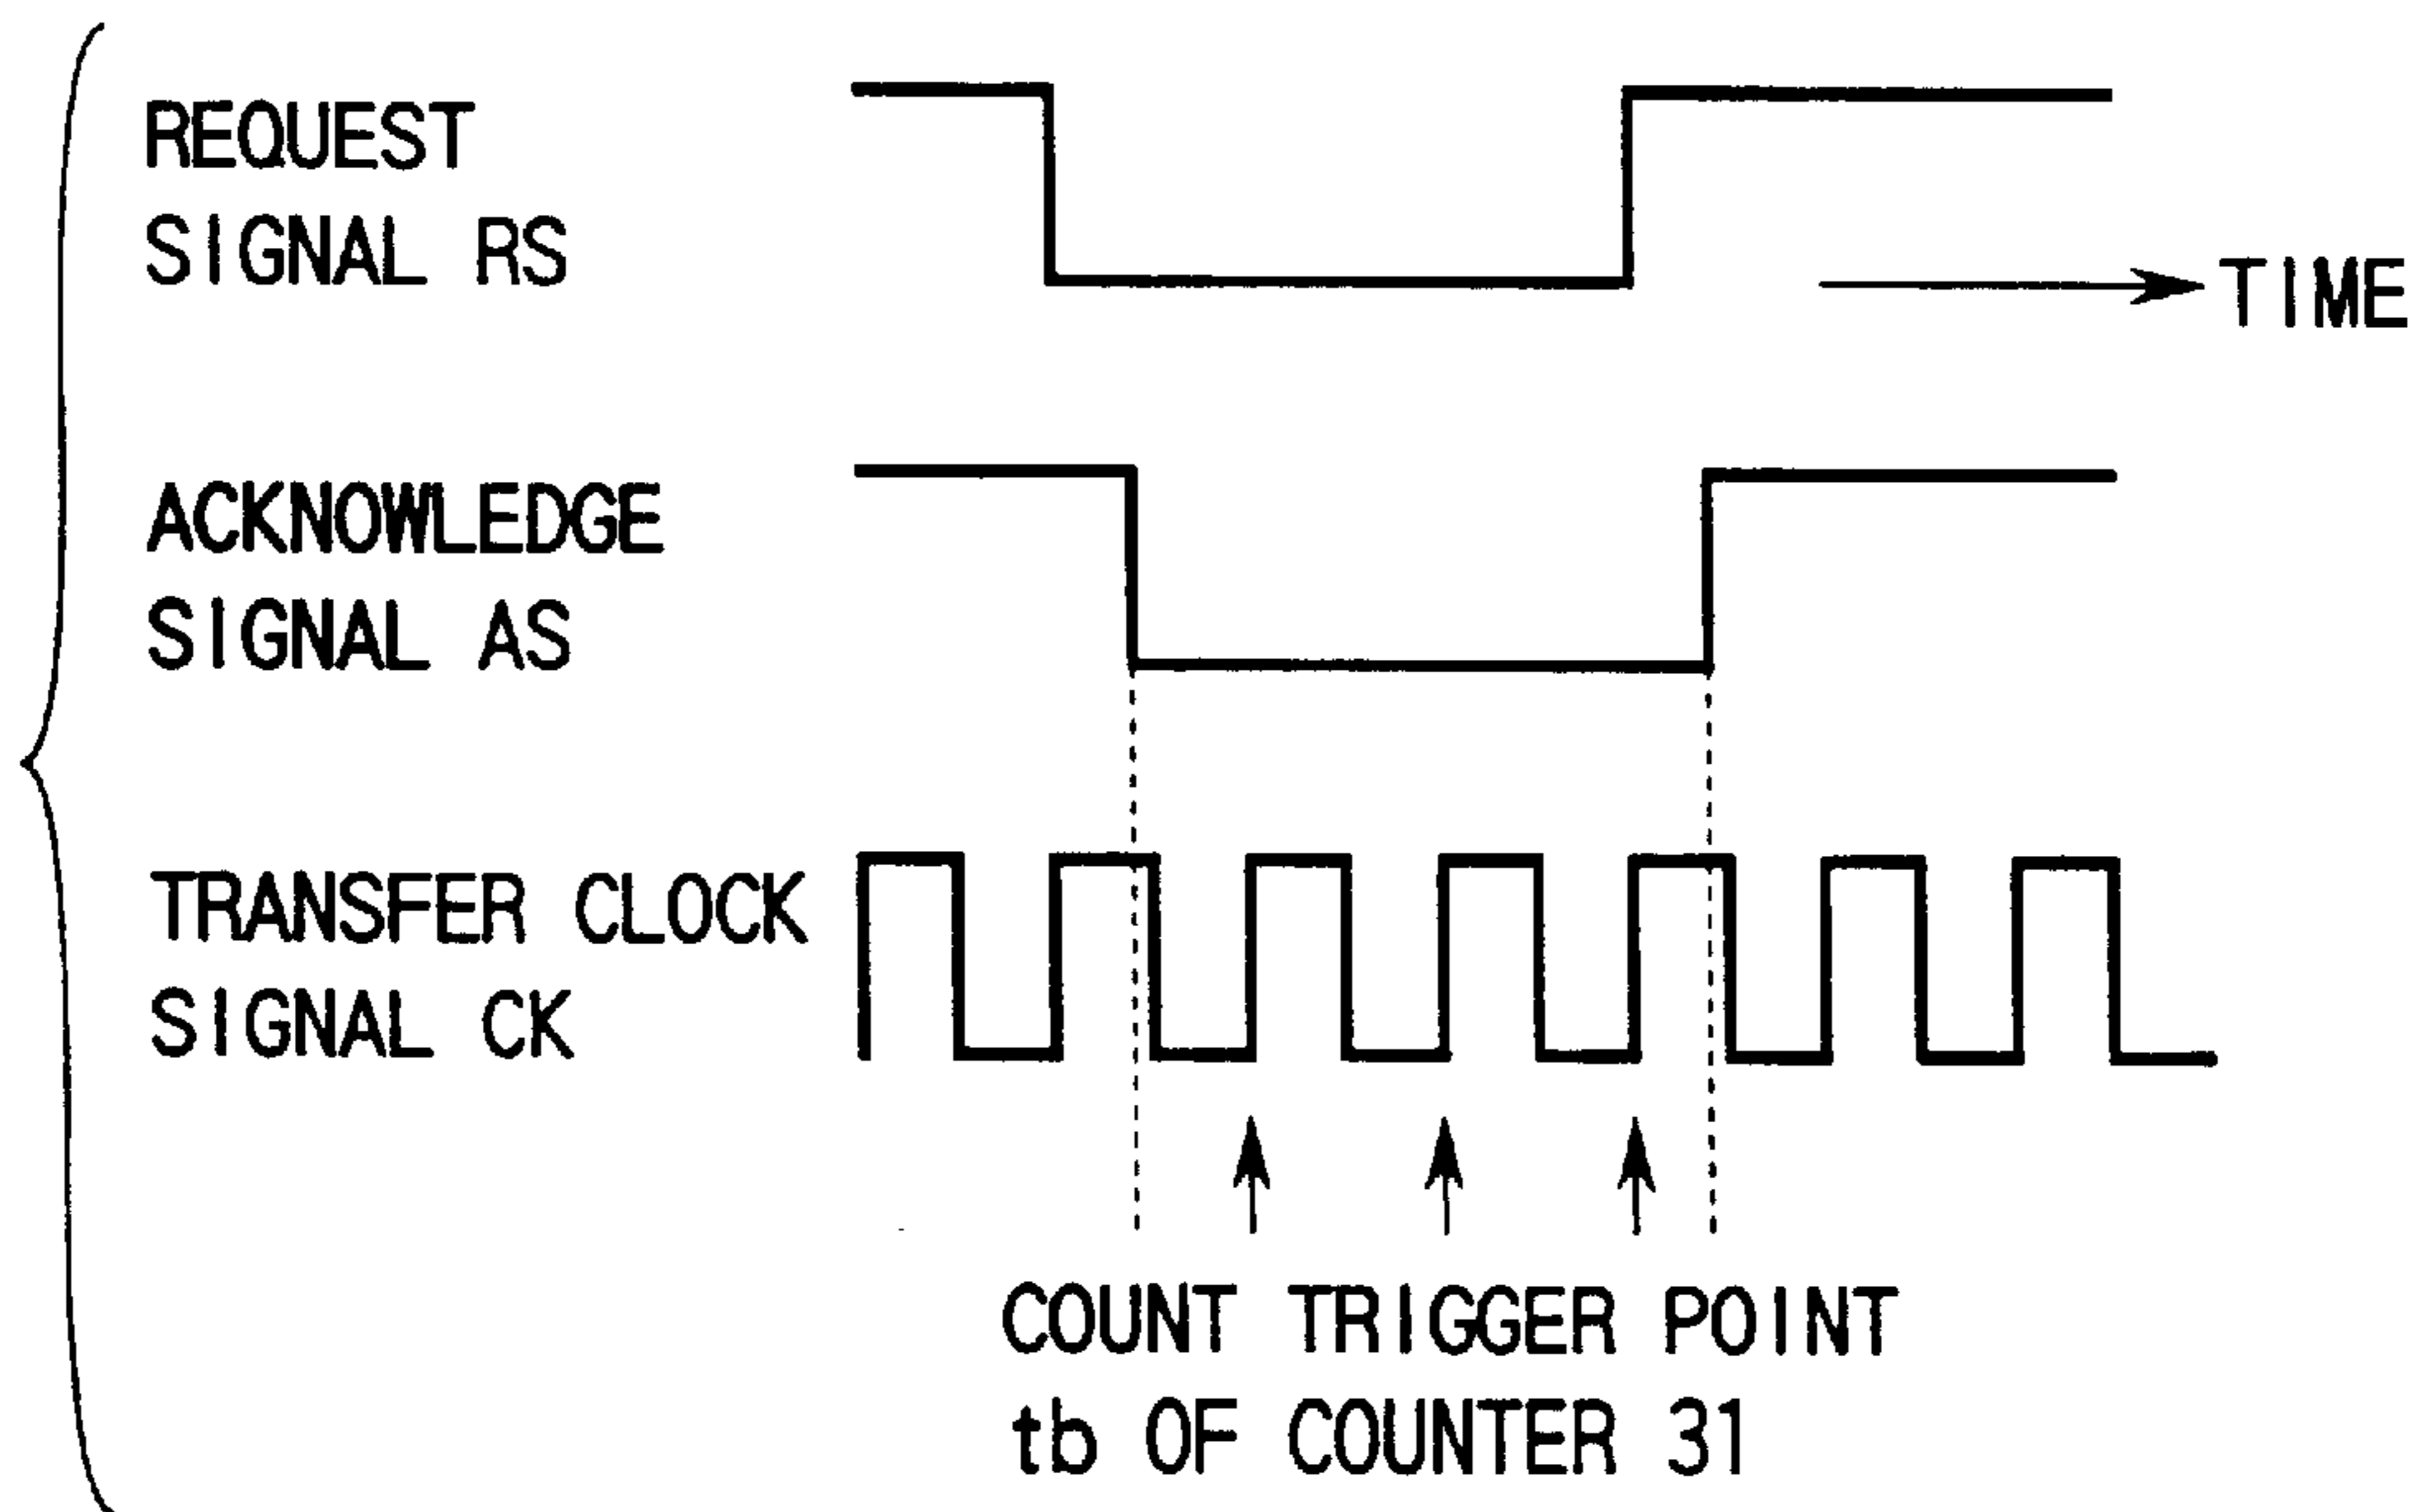 REQUEST
SIGNAL RS
TIME
ACKNOWLEDGE
SIGNAL AS
TRANSFER CLOCK
SIGNAL CK
COUNT TRIGGER POINT
tb OF COUNTER 31